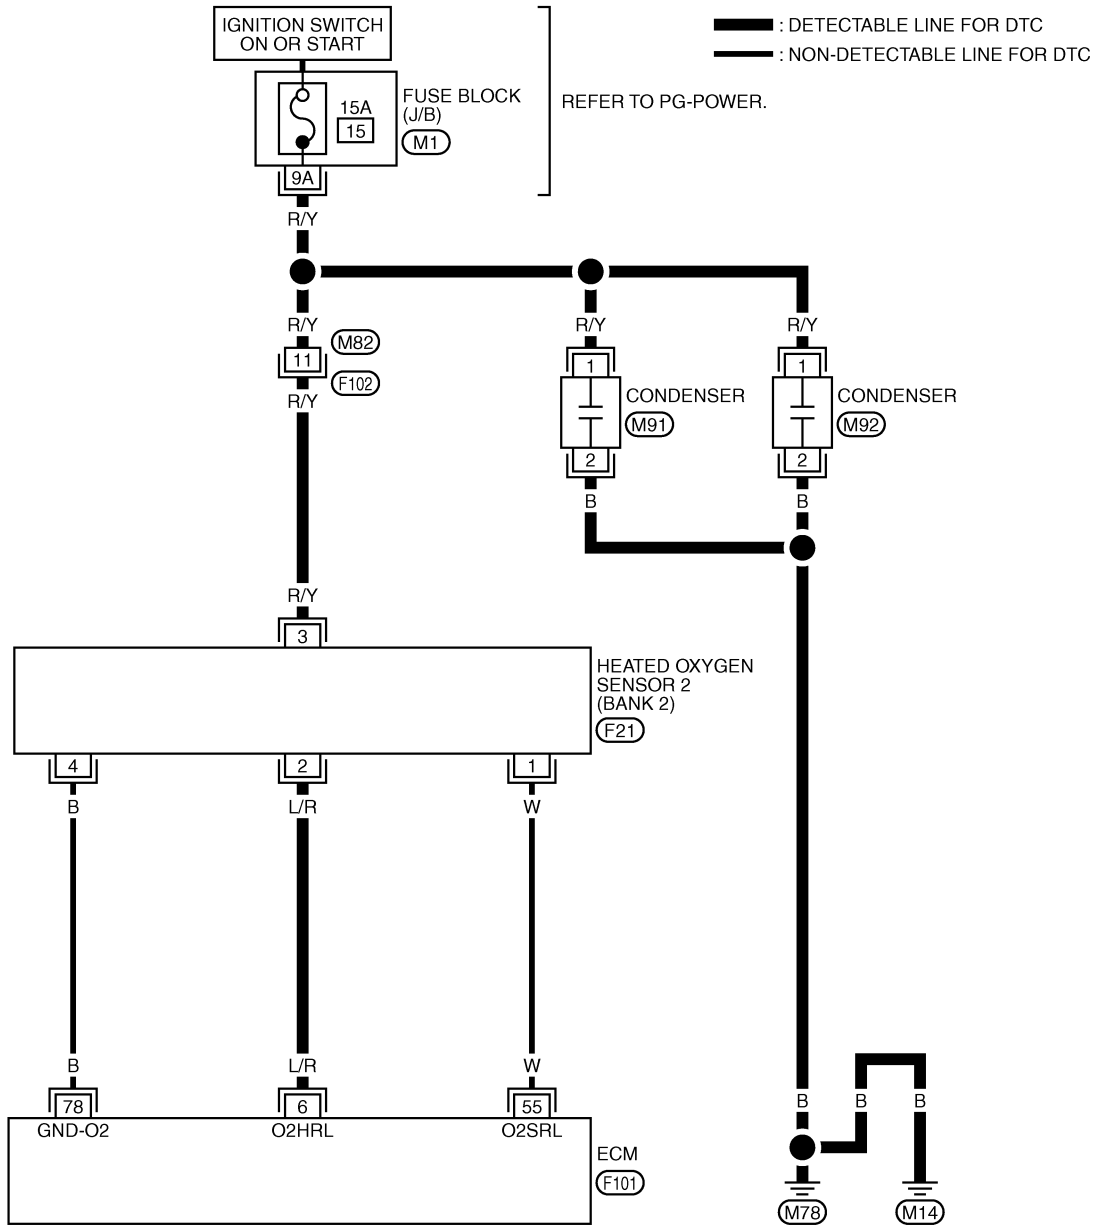 IGNITION SWITCH
ON OR START
: DETECTABLE LINE FOR DTC
: NON-DETECTABLE LINE FOR DTC
FUSE BLOCK
(J/B)
M1
15A
15
REFER TO PG-POWER.
9A
R/Y
R/Y
R/Y
R/Y
M82
11
F102
R/Y
1
1
CONDENSER
M91
CONDENSER
M92
2
2
B
B
R/Y
3
HEATED OXYGEN
SENSOR 2
(BANK 2)
F21
4
2
1
B
L/R
W
B
L/R
W
B
B
B
78
6
55
GND-O2
O2HRL
O2SRL
ECM
F101
M78
M14